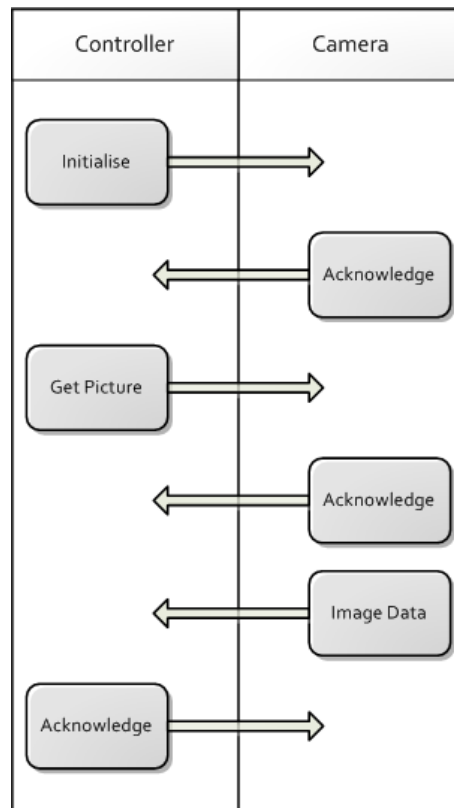 Controller
Camera
Initialise
Acknowledge
Get Picture
Acknowledge
Image Data
Acknowledge